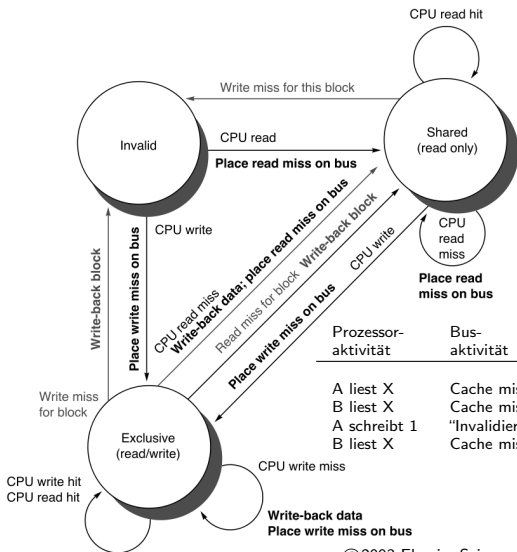 CPU read hit
Write miss for this block
Invalid
CPU read
Place read miss on bus
Shared
(read only)
CPU
read
miss
Place read
miss on bus
CPU write
Place write miss on bus
Write-back block
CPU read miss
Write-back data; place read miss on bus
Read miss for block
Write-back block
CPU write
Place write miss on bus
Write miss
for block
Exclusive
(read/write)
CPU write hit
CPU read hit
CPU write miss
Write-back data
Place write miss on bus
Prozessor- Bus-
aktivität aktivität
A liest X Cache
B liest X Cache
A schreibt 1
B liest X Cache